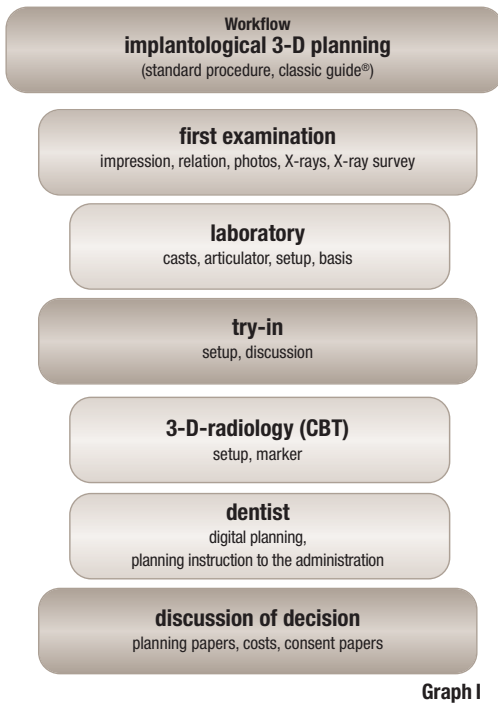 Workflow
implantological 3-D planning
(standard procedure, classic guide®)
first examination
impression, relation, photos, X-rays, X-ray survey
laboratory
casts, articulator, setup, basis
try-in
setup, discussion
3-D-radiology (CBT)
setup, marker
dentist
digital planning,
planning instruction to the administration
discussion of decision
planning papers, costs, consent papers
Graph I